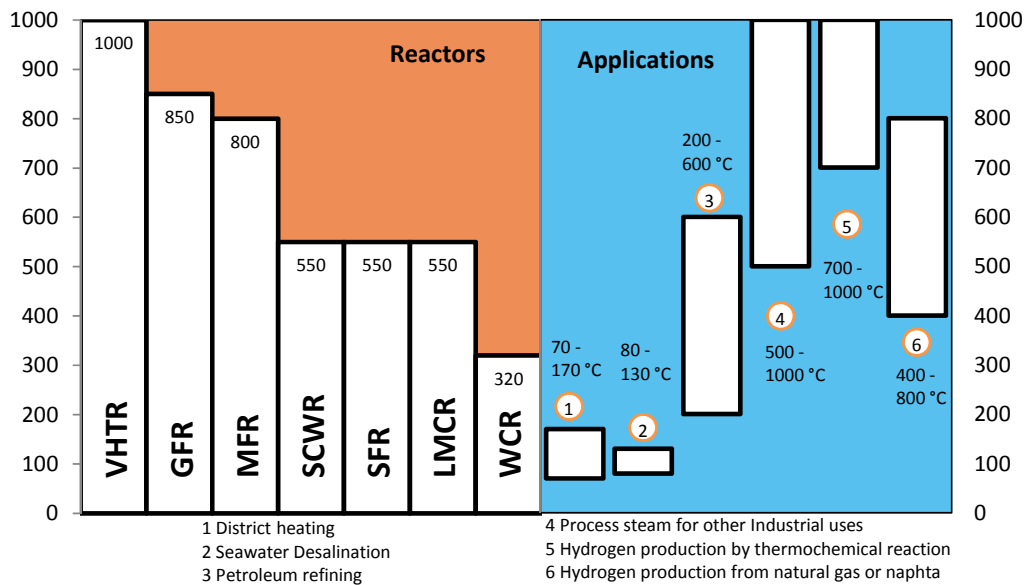 1000
900
800
700
600
500
400
300
200
100
0
Reactors
1000
850
800
550
550
550
320
VHTR
GFR
MFR
SCWR
SFR
LMCR
WCR
Applications
70 -
170 °C
1
80 -
130 °C
2
200 -
600 °C
3
4
500 -
1000 °C
5
700 -
1000 °C
6
400 -
800 °C
1000
900
800
700
600
500
400
300
200
100
0
1 District heating
2 Seawater Desalination
3 Petroleum refining
4 Process steam for other Industrial uses
5 Hydrogen production by thermochemical reaction
6 Hydrogen production from natural gas or naphta